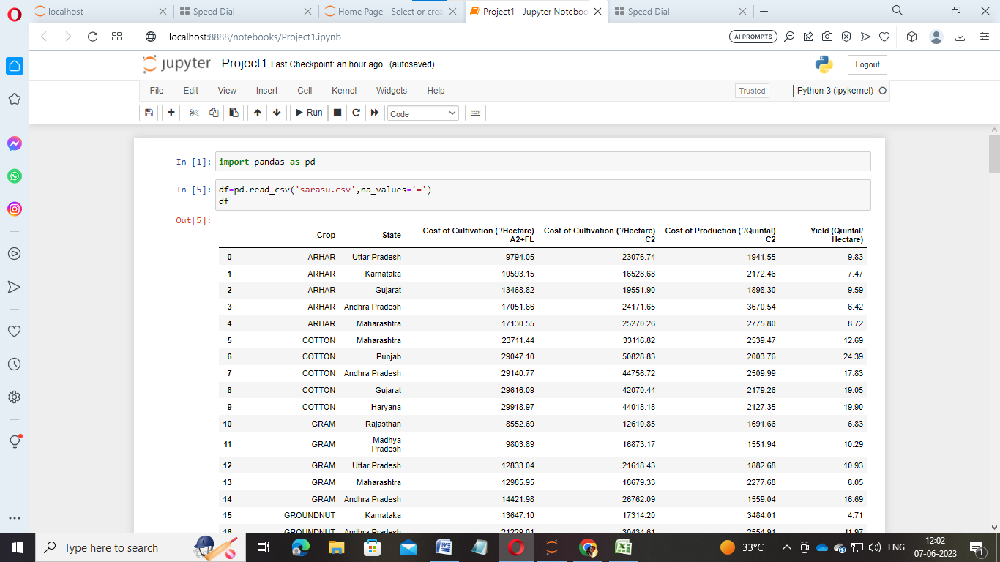 localhost
Speed Dial
Home Page - Select or crea
Project1 - Jupyter Noteboo
Speed Dial
localhost:8888/notebooks/Project1.ipynb
AI PROMPTS
jupyter Project1 Last Checkpoint: an hour ago (autosaved)
Logout
File Edit View Insert Cell Kernel Widgets Help
Trusted
Python 3 (ipykernel)
Run
Code
In [1]: import pandas as pd
In [5]: df=pd.read_csv('sarasu.csv',na_values='=')
df
Out[5]:
Crop State Cost of Cultivation (`/Hectare) A2+FL Cost of Cultivation (`/Hectare) C2 Cost of Production (`/Quintal) C2 Yield (Quintal/ Hectare)
0 ARHAR Uttar Pradesh 9794.05 23076.74 1941.55 9.83
1 ARHAR Karnataka 10593.15 16528.68 2172.46 7.47
2 ARHAR Gujarat 13468.82 19551.90 1898.30 9.59
3 ARHAR Andhra Pradesh 17051.66 24171.65 3670.54 6.42
4 ARHAR Maharashtra 17130.55 25270.26 2775.80 8.72
5 COTTON Maharashtra 23711.44 33116.82 2539.47 12.69
6 COTTON Punjab 29047.10 50828.83 2003.76 24.39
7 COTTON Andhra Pradesh 29140.77 44756.72 2509.99 17.83
8 COTTON Gujarat 29616.09 42070.44 2179.26 19.05
9 COTTON Haryana 29918.97 44018.18 2127.35 19.90
10 GRAM Rajasthan 8552.69 12610.85 1691.66 6.83
11 GRAM Madhya Pradesh 9803.89 16873.17 1551.94 10.29
12 GRAM Uttar Pradesh 12833.04 21618.43 1882.68 10.93
13 GRAM Maharashtra 12985.95 18679.33 2277.68 8.05
14 GRAM Andhra Pradesh 14421.98 26762.09 1559.04 16.69
15 GROUNDNUT Karnataka 13647.10 17314.20 3484.01 4.71
16 GROUNDNUT Andhra Pradesh 21229.01 30434.61 2554.91 11.97
Type here to search
33°C
ENG
12:02
07-06-2023
1